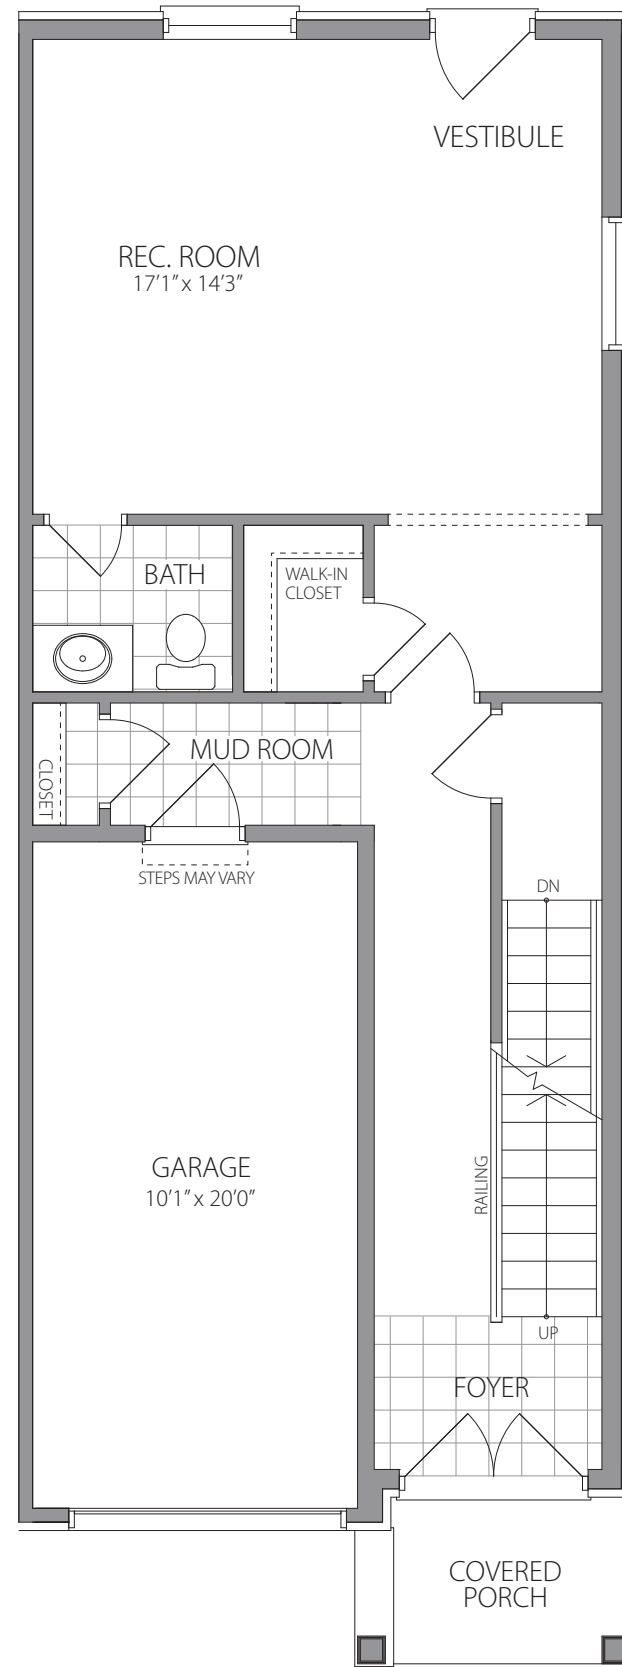 VESTIBULE
REC. ROOM
17'1" x 14'3"
BATH
WALK-IN
CLOSET
MUD ROOM
CLOSET
STEPS MAY VARY
DN
GARAGE
10'1" x 20'0"
RAILING
UP
FOYER
COVERED
PORCH